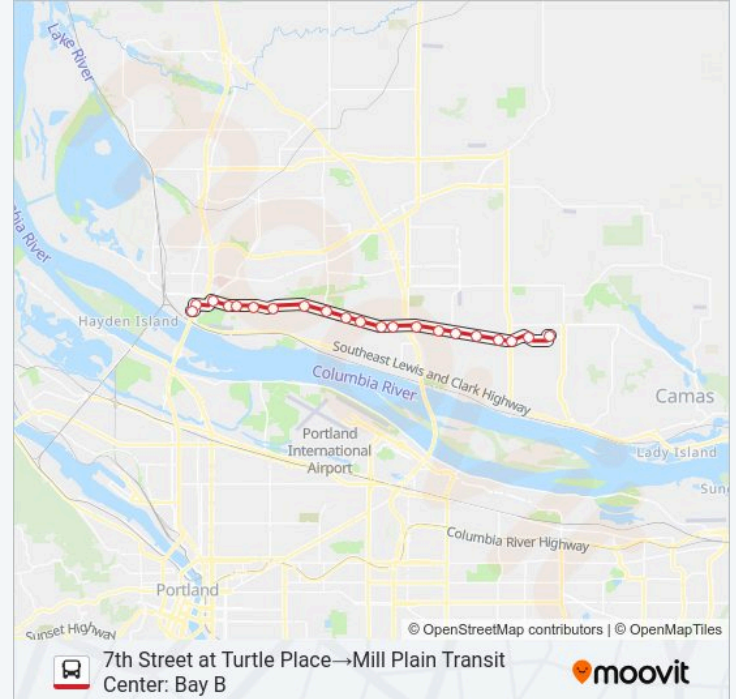 Lake River
bia River
Hayden Island
Southeast Lewis and Clark Highway
Columbia River
Camas
Portland
International
Airport
Lady Island
Sun
Columbia River Highway
Portland
Sunset Highway
© OpenStreetMap contributors | © OpenMapTiles
7th Street at Turtle Place→Mill Plain Transit
Center: Bay B
moovit